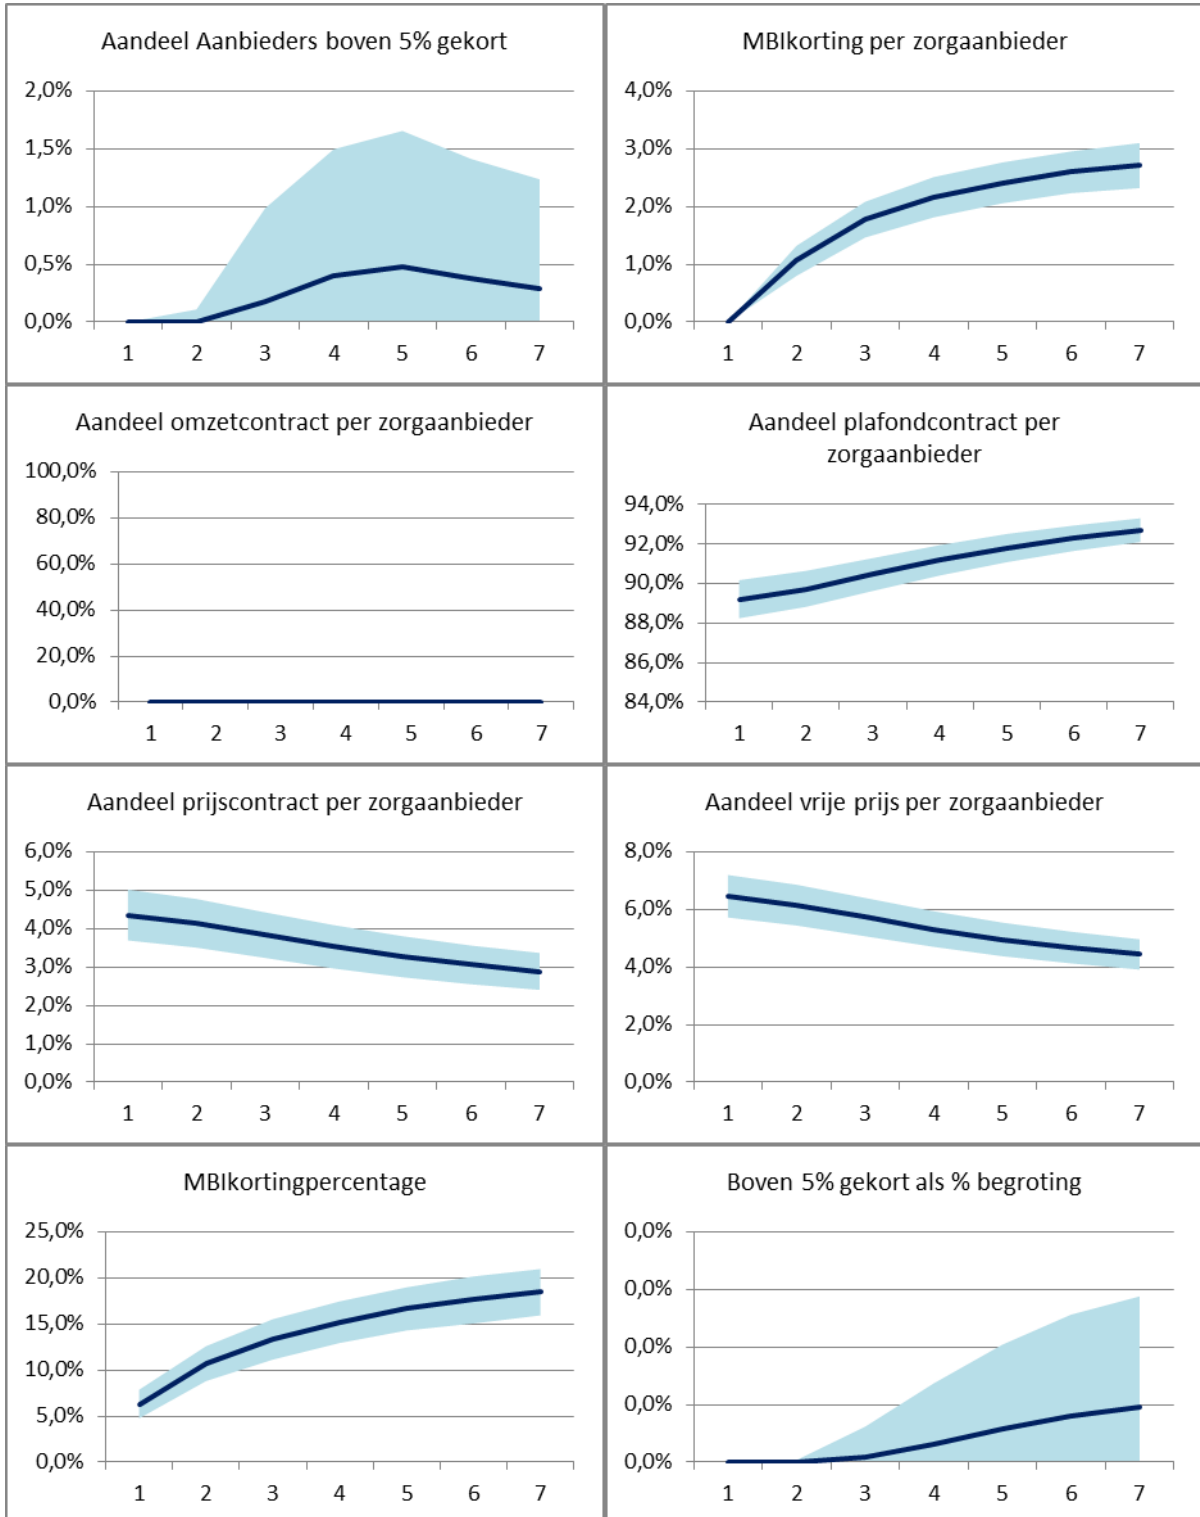 Aandeel Aanbieders boven 5% gekort
2,0%
1,5%
1,0%
0,5%
0,0%
1 2 3 4 5 6 7
MBIkorting per zorgaanbieder
4,0%
3,0%
2,0%
1,0%
0,0%
1 2 3 4 5 6 7
Aandeel omzetcontract per zorgaanbieder
100,0%
80,0%
60,0%
40,0%
20,0%
0,0%
1 2 3 4 5 6 7
Aandeel plafondcontract per
zorgaanbieder
94,0%
92,0%
90,0%
88,0%
86,0%
84,0%
1 2 3 4 5 6 7
Aandeel prijscontract per zorgaanbieder
6,0%
5,0%
4,0%
3,0%
2,0%
1,0%
0,0%
1 2 3 4 5 6 7
Aandeel vrije prijs per zorgaanbieder
8,0%
6,0%
4,0%
2,0%
0,0%
1 2 3 4 5 6 7
MBIkortingpercentage
25,0%
20,0%
15,0%
10,0%
5,0%
0,0%
1 2 3 4 5 6 7
Boven 5% gekort als % begroting
0,0%
0,0%
0,0%
0,0%
0,0%
1 2 3 4 5 6 7